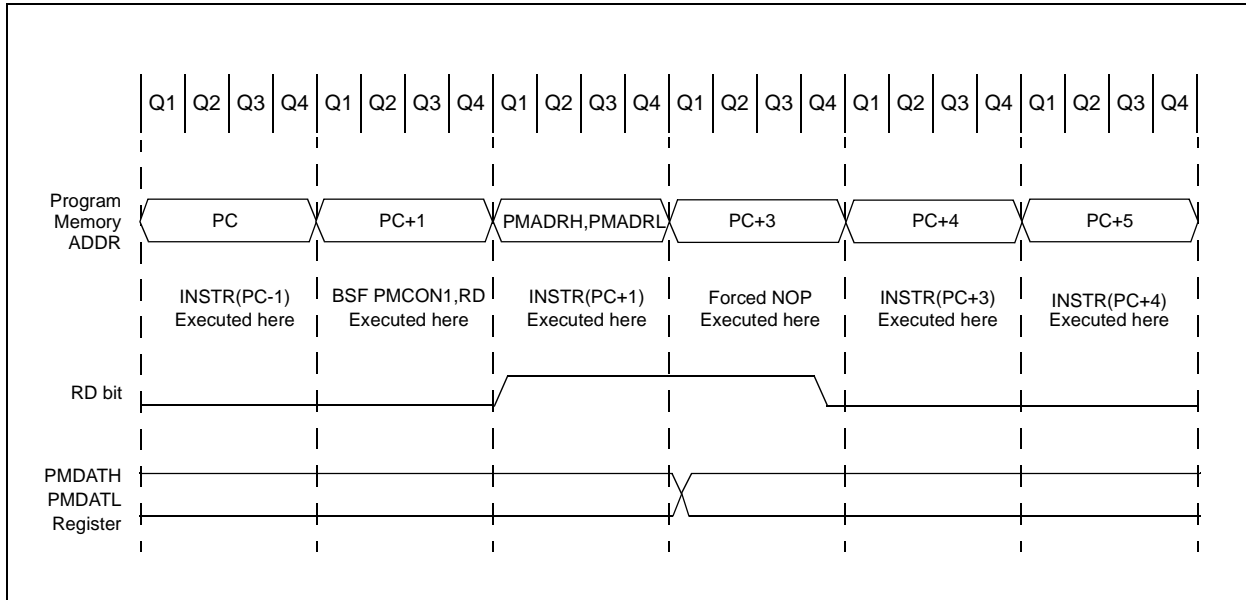 Q1 Q2 Q3 Q4 Q1 Q2 Q3 Q4 Q1 Q2 Q3 Q4 Q1 Q2 Q3 Q4 Q1 Q2 Q3 Q4 Q1 Q2 Q3 Q4
Program
Memory
ADDR
PC
PC+1
PMADRH,PMADRL
PC+3
PC+4
PC+5
INSTR(PC-1)
Executed here
BSF PMCON1,RD
Executed here
INSTR(PC+1)
Executed here
Forced NOP
Executed here
INSTR(PC+3)
Executed here
INSTR(PC+4)
Executed here
RD bit
PMDATH
PMDATL
Register